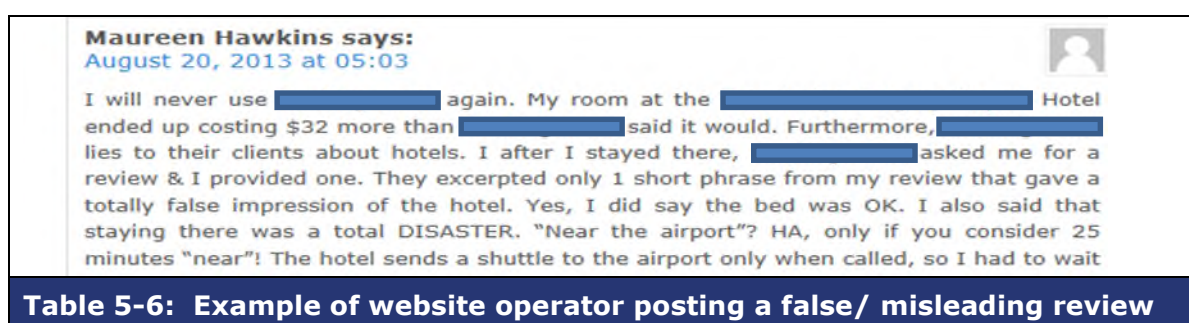 Maureen Hawkins says:
August 20, 2013 at 05:03
I will never use again. My room at the Hotel
ended up costing $32 more than said it would. Furthermore,
lies to their clients about hotels. I after I stayed there, asked me for a
review & I provided one. They excerpted only 1 short phrase from my review that gave a
totally false impression of the hotel. Yes, I did say the bed was OK. I also said that
staying there was a total DISASTER. “Near the airport”? HA, only if you consider 25
minutes “near”! The hotel sends a shuttle to the airport only when called, so I had to wait
Table 5-6: Example of website operator posting a false/ misleading review